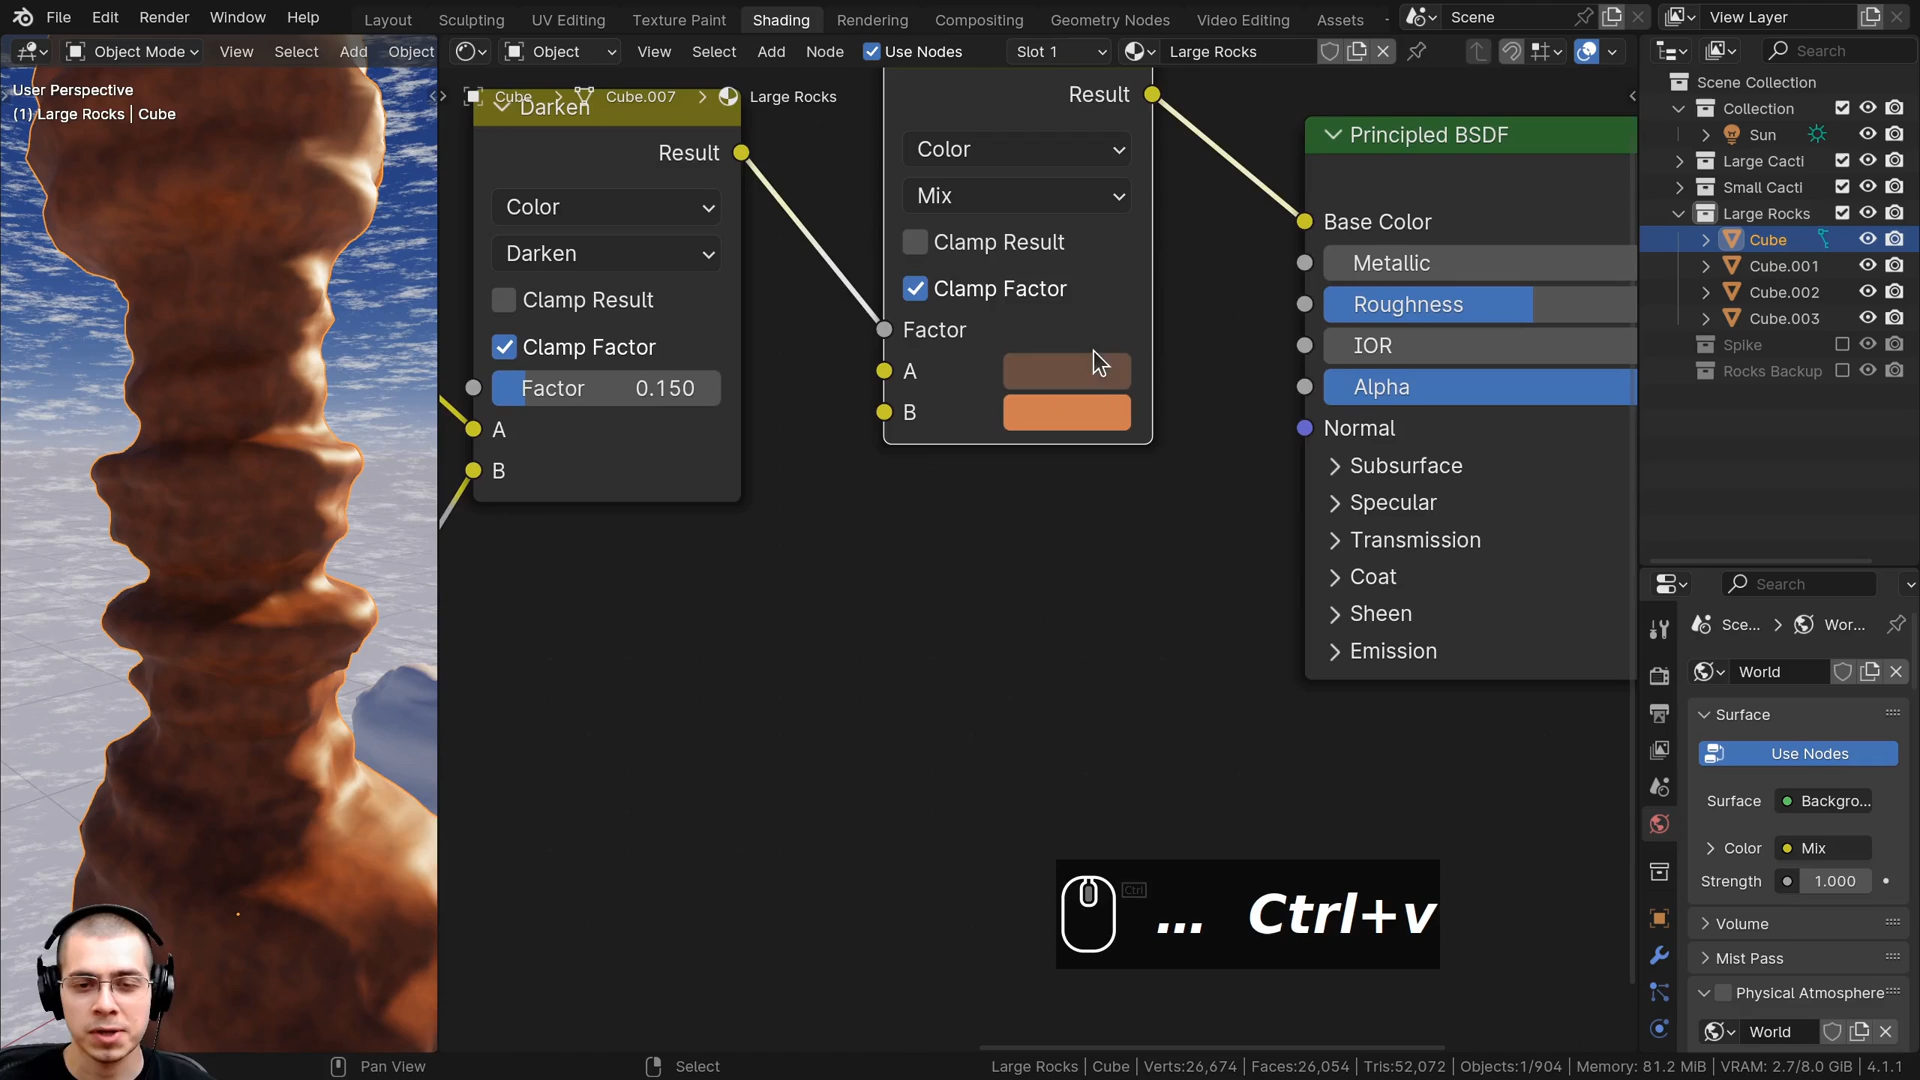 File Edit Render Window Help Layout Sculpting UV Editing Texture Paint Shading Rendering Compositing Geometry Nodes Video Editing Assets Scene View Layer
Object Mode View Select Add Object
Object View Select Add Node Use Nodes Slot 1 Large Rocks
Search
User Perspective
(1) Large Rocks | Cube
Cube > Cube.007 > Large Rocks
Darken
Result
Color
Darken
Clamp Result
Clamp Factor
Factor 0.150
A
B
Result
Color
Mix
Clamp Result
Clamp Factor
Factor
A
B
Principled BSDF
Base Color
Metallic
Roughness
IOR
Alpha
Normal
Subsurface
Specular
Transmission
Coat
Sheen
Emission
Scene Collection
Collection
Sun
Large Cacti
Small Cacti
Large Rocks
Cube
Cube.001
Cube.002
Cube.003
Spike
Rocks Backup
Search
Sce... > Wor...
World
Surface
Use Nodes
Surface Backgro...
Color Mix
Strength 1.000
Volume
Mist Pass
Physical Atmosphere
World
Ctrl
... Ctrl+v
Pan View Select
Large Rocks | Cube | Verts:26,674 | Faces:26,054 | Tris:52,072 | Objects:1/904 | Memory: 81.2 MiB | VRAM: 2.7/8.0 GiB | 4.1.1